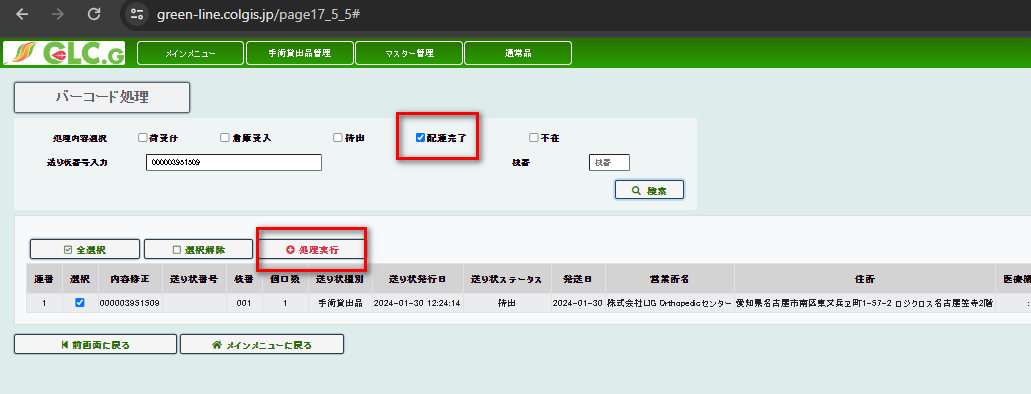 green-line.colgis.jp/page17_5_5#
GLC.G メインメニュー 手術貸出品管理 マスター管理 通常品
バーコード処理
処理内容選択 荷受け 倉庫受入 持出 配達完了 不在
送り状番号入力 000003951509 枝番 枝番
検索
全選択 選択解除 処理実行
連番 選択 内容修正 送り状番号 枝番 個口数 送り状種別 送り状発行日 送り状ステータス 発送日 営業所名 住所 医療機
1 000003951509 001 1 手術貸出品 2024-01-30 12:24:14 持出 2024-01-30 株式会社IJG Orthopedicセンター 愛知県名古屋市南区東又兵ヱ町1-57-2 ロジクロス名古屋笠寺2階 :
前画面に戻る メインメニューに戻る